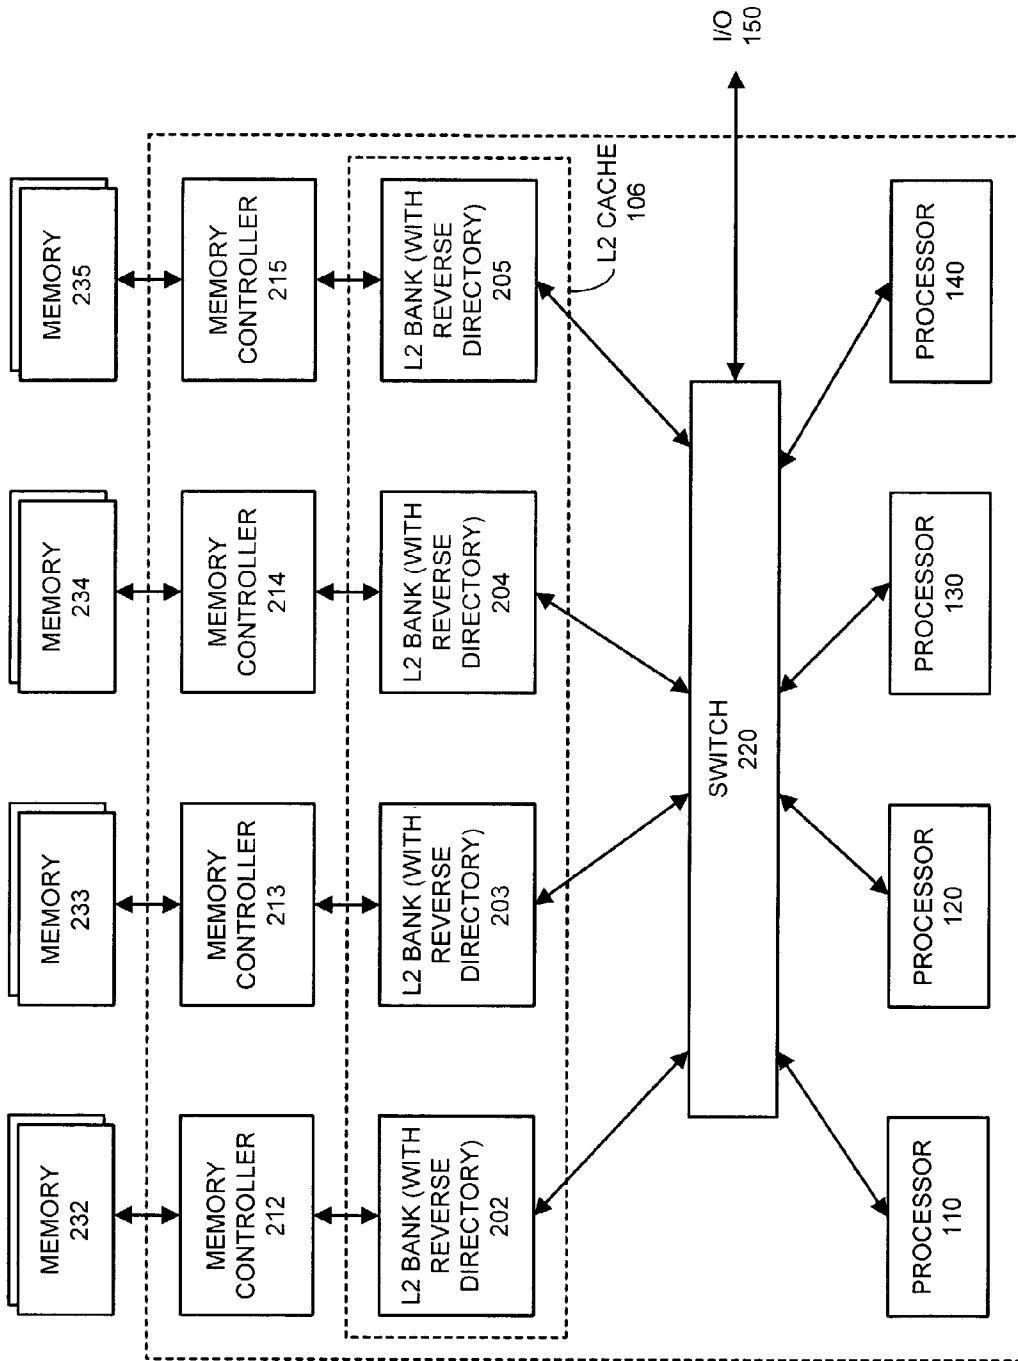 MEMORY
232
MEMORY
233
MEMORY
234
MEMORY
235
MEMORY
CONTROLLER
212
MEMORY
CONTROLLER
213
MEMORY
CONTROLLER
214
MEMORY
CONTROLLER
215
L2 BANK (WITH
REVERSE
DIRECTORY)
202
L2 BANK (WITH
REVERSE
DIRECTORY)
203
L2 BANK (WITH
REVERSE
DIRECTORY)
204
L2 BANK (WITH
REVERSE
DIRECTORY)
205
L2 CACHE
106
SWITCH
220
I/O
150
PROCESSOR
110
PROCESSOR
120
PROCESSOR
130
PROCESSOR
140